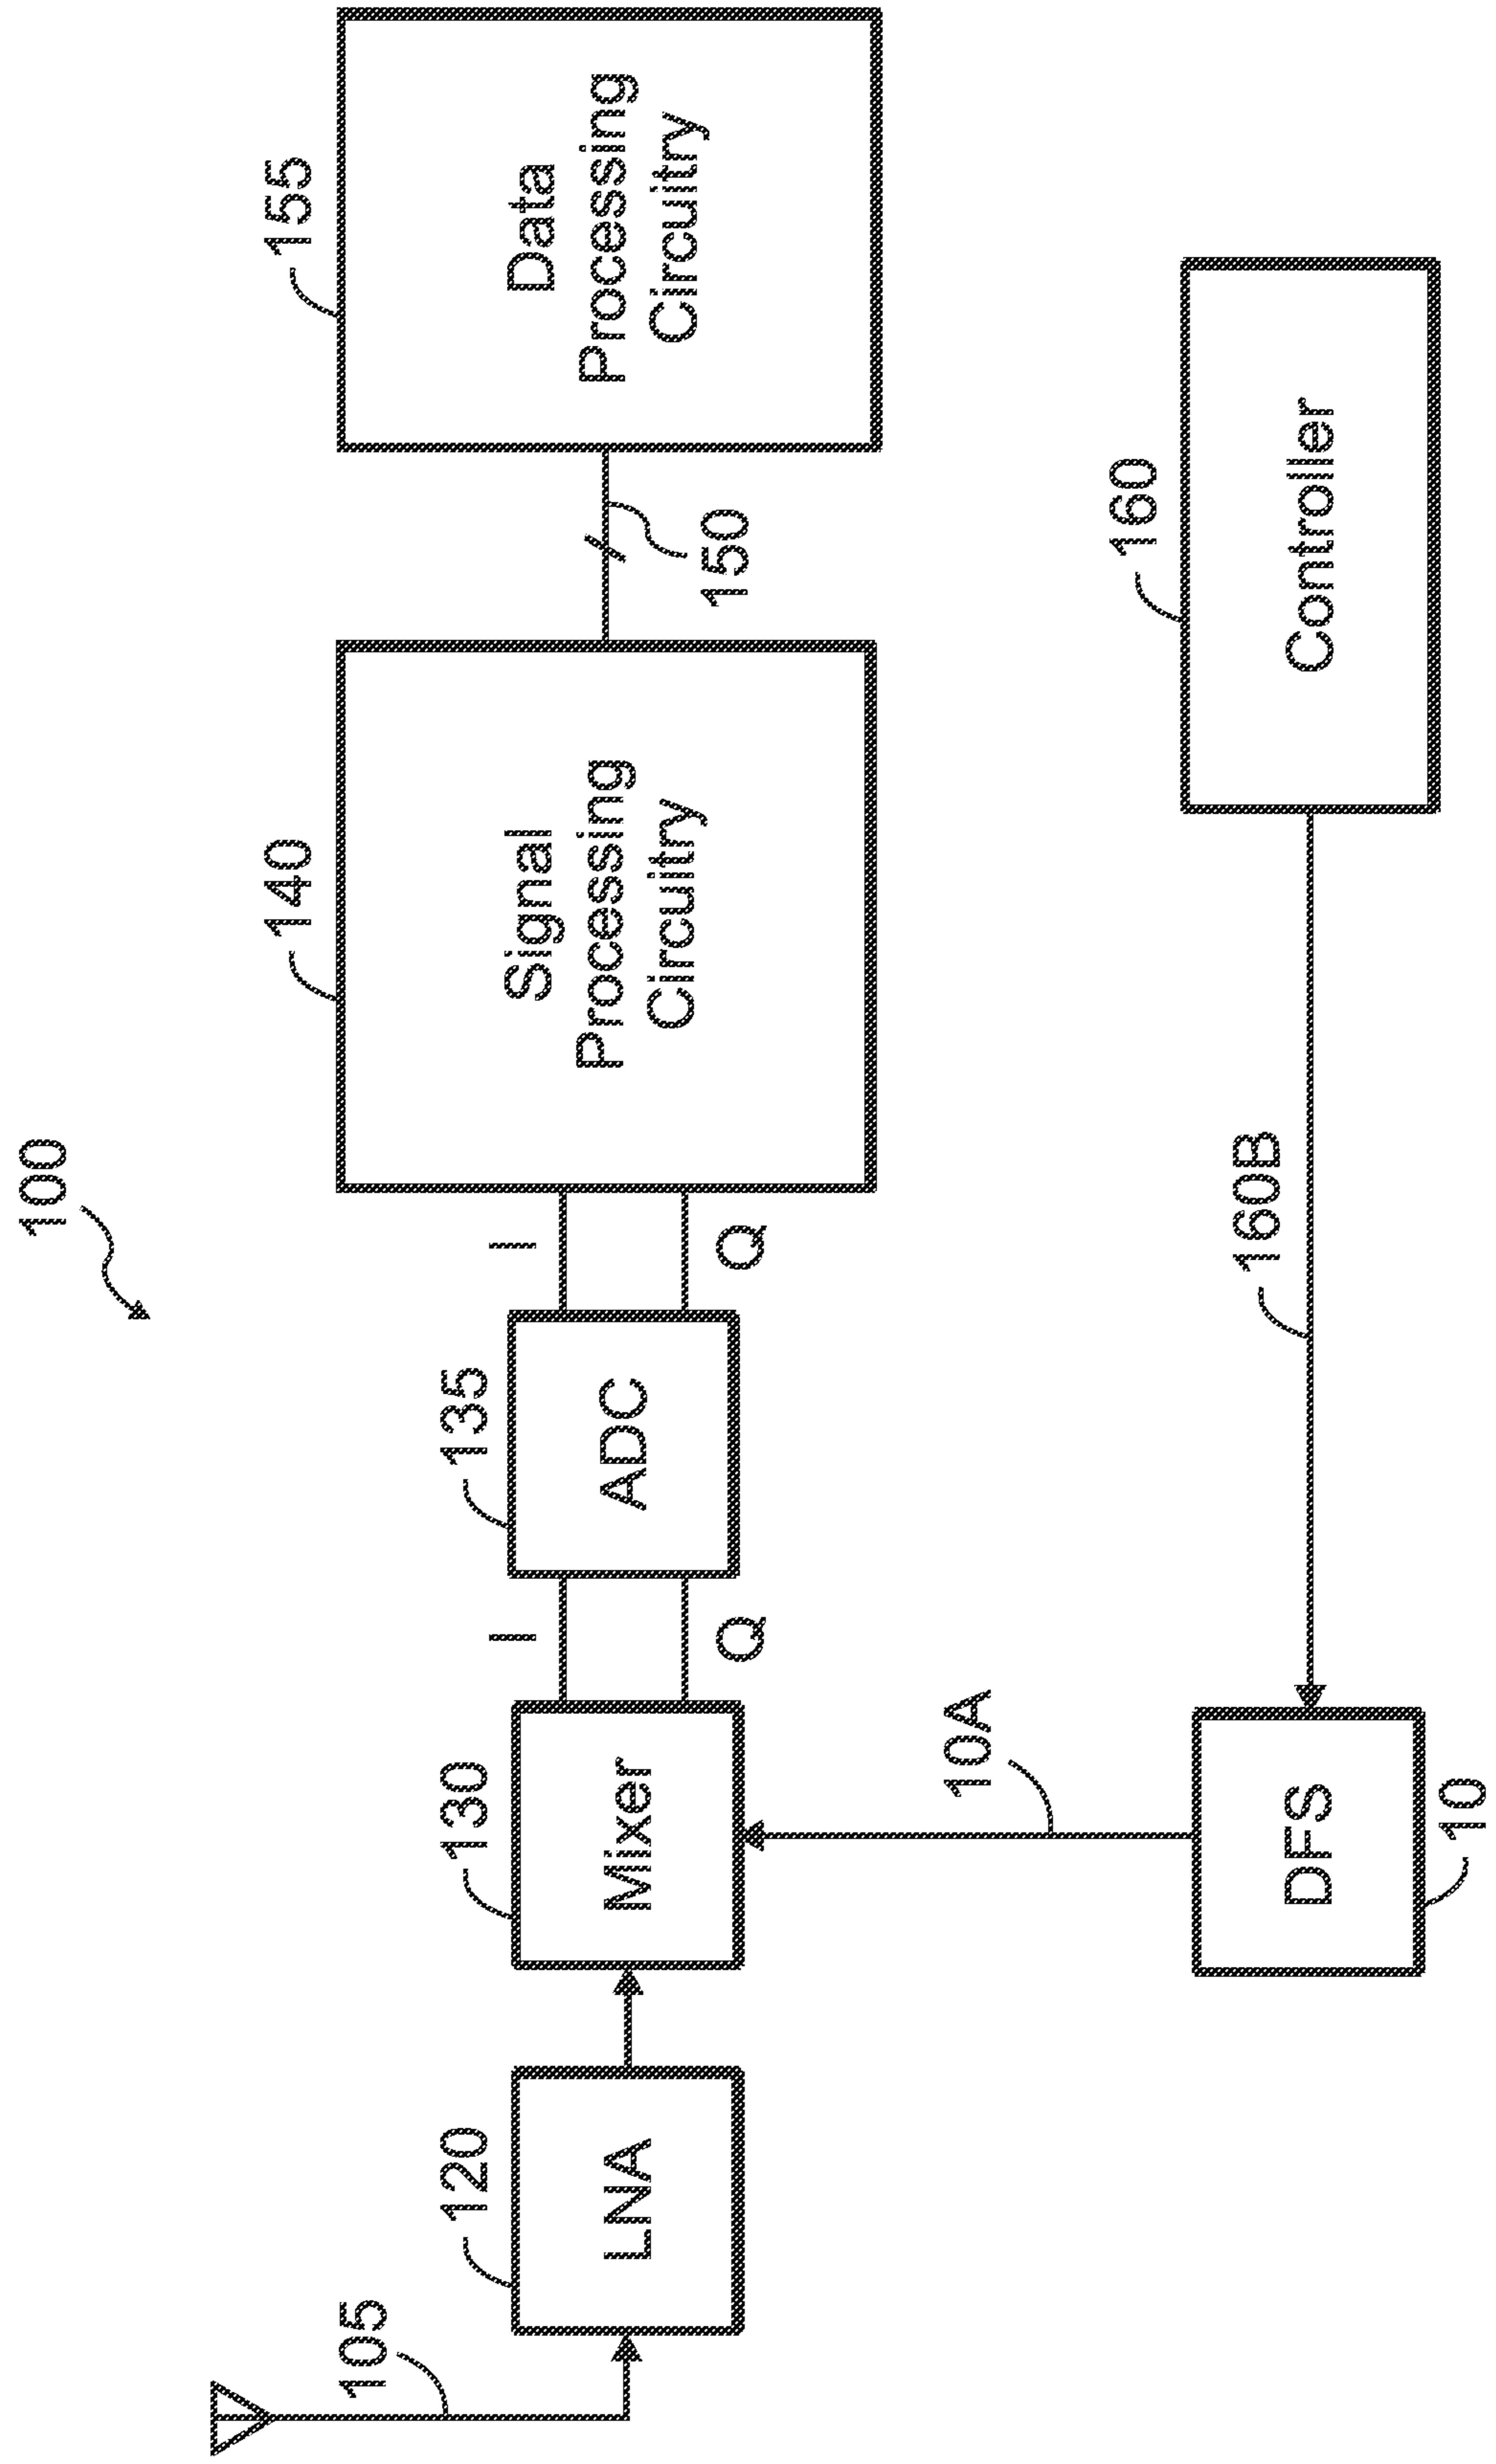 100
155
Data
Processing
Circuitry
140
Signal
Processing
Circuitry
150
I
Q
135
ADC
I
Q
130
Mixer
120
LNA
105
10A
160
Controller
160B
DFS
10